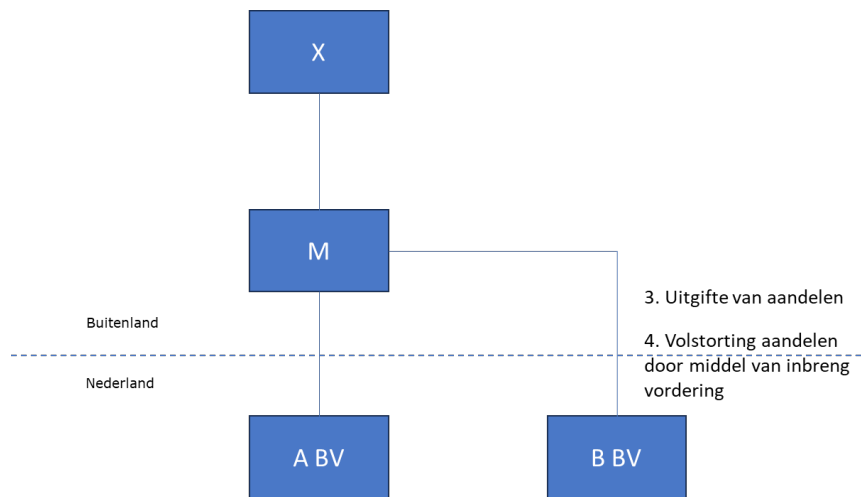 X
M
3. Uitgifte van aandelen
Buitenland
4. Volstorting aandelen
door middel van inbreng
vordering
Nederland
A BV
B BV